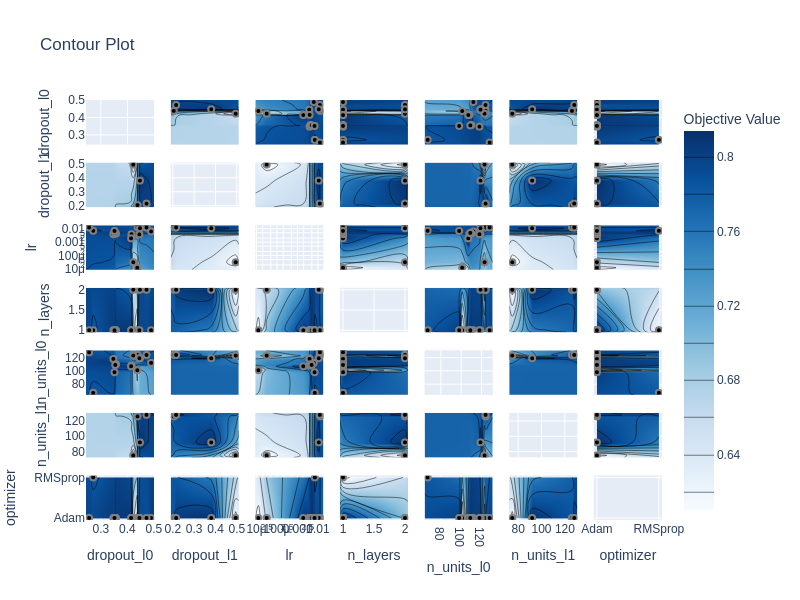 Contour Plot
Objective Value
0.8
0.76
0.72
0.68
0.64
dropout_l0
0.5
0.4
0.3
dropout_l1
0.5
0.4
0.3
0.2
lr
0.01
0.001
10μ
n_layers
2
1.5
1
n_units_l0
120
100
80
n_units_l1
120
100
80
optimizer
RMSprop
Adam
0.3 0.4 0.5 0.2 0.3 0.4 0.5 0.01 1 1.5 2 80 100 120 80 100 120 Adam RMSprop
dropout_l0 dropout_l1 lr n_layers n_units_l0 n_units_l1 optimizer